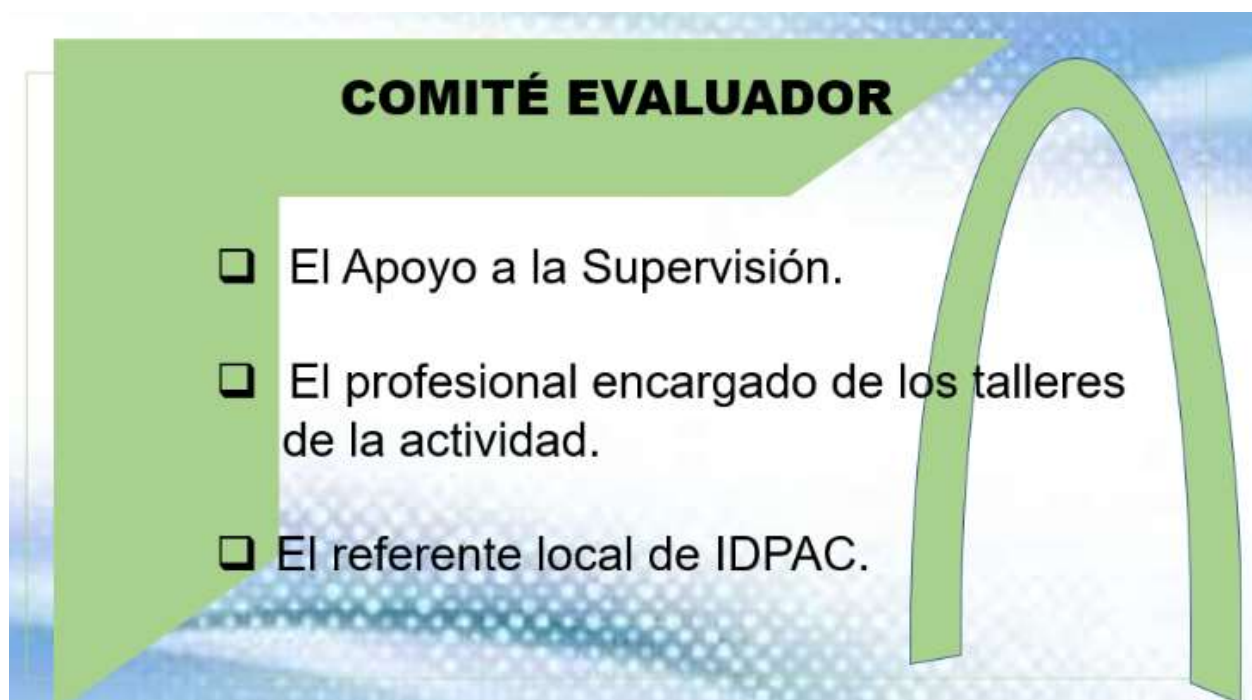 COMITÉ EVALUADOR
❑ El Apoyo a la Supervisión.
❑ El profesional encargado de los talleres
de la actividad.
❑ El referente local de IDPAC.